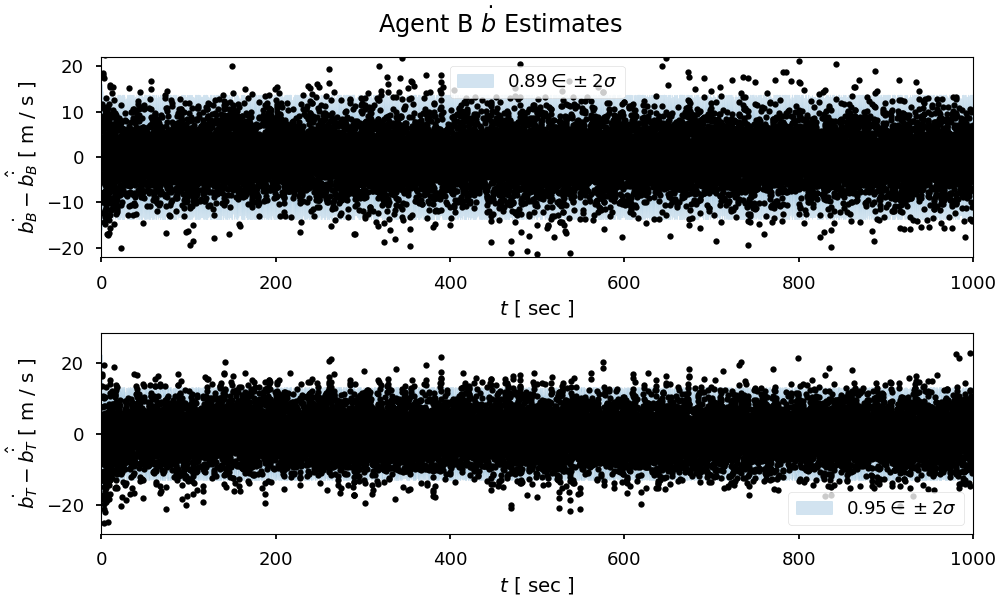 Agent B ḃ Estimates
ḃ_B − ḃ̂_B [ m / s ]
20
10
0
−10
−20
0.89 ∈ ±2σ
0 200 400 600 800 1000
t [ sec ]
ḃ_T − ḃ̂_T [ m / s ]
20
0
−20
0.95 ∈ ±2σ
0 200 400 600 800 1000
t [ sec ]